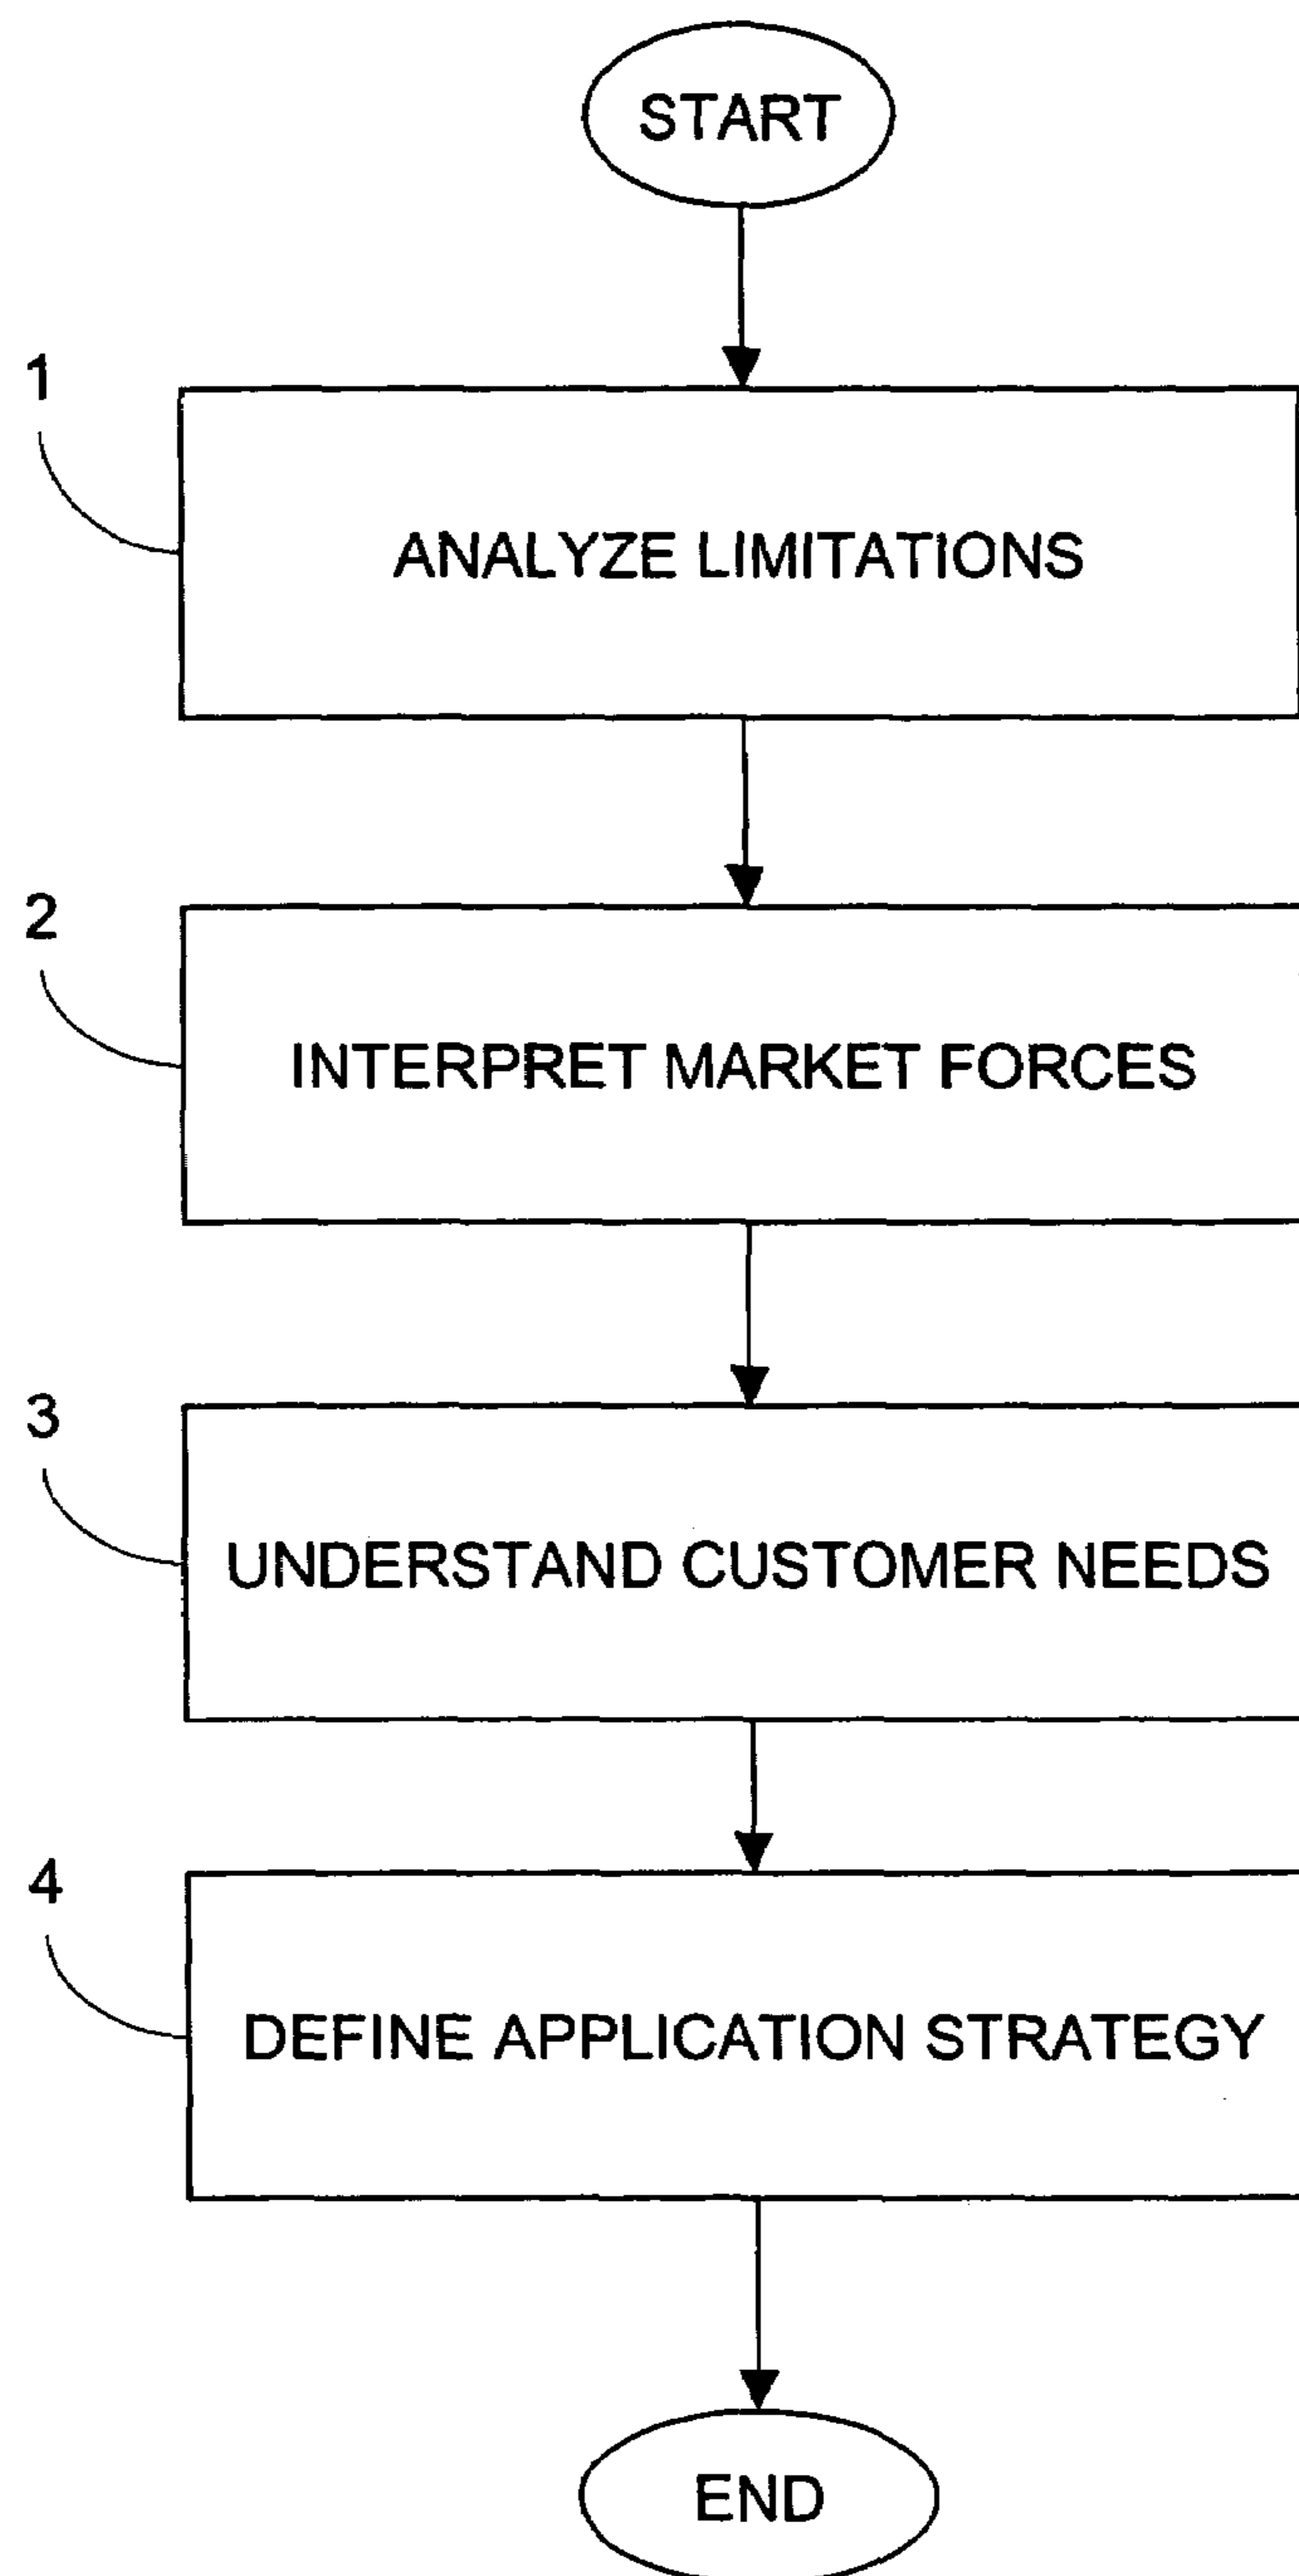 START
1
ANALYZE LIMITATIONS
2
INTERPRET MARKET FORCES
3
UNDERSTAND CUSTOMER NEEDS
4
DEFINE APPLICATION STRATEGY
END